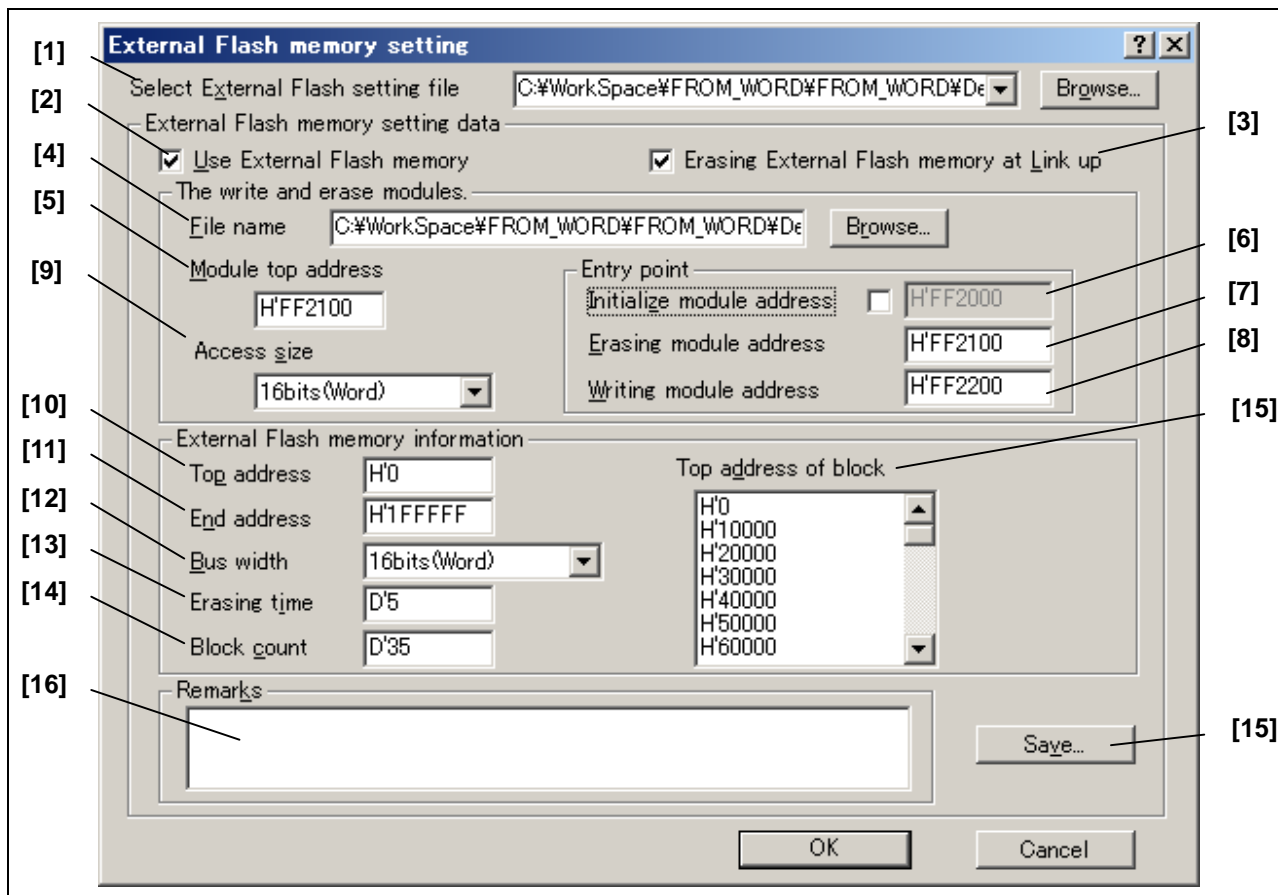 External Flash memory setting
[1]
Select External Flash setting file C:¥WorkSpace¥FROM_WORD¥FROM_WORD¥De Browse...
[2]
External Flash memory setting data
[3]
[4]
Use External Flash memory Erasing External Flash memory at Link up
The write and erase modules.
[5]
File name C:¥WorkSpace¥FROM_WORD¥FROM_WORD¥De Browse...
[6]
[9]
Module top address Entry point
H'FF2100 Initialize module address H'FF2000
[7]
Erasing module address H'FF2100
[8]
Access size
16bits(Word) Writing module address H'FF2200
[10]
[15]
External Flash memory information
[11]
Top address H'0 Top address of block
[12]
End address H'1FFFFF
H'0
H'10000
H'20000
H'30000
H'40000
H'50000
H'60000
[13]
Bus width 16bits(Word)
[14]
Erasing time D'5
Block count D'35
[16]
Remarks
[15]
Save...
OK Cancel